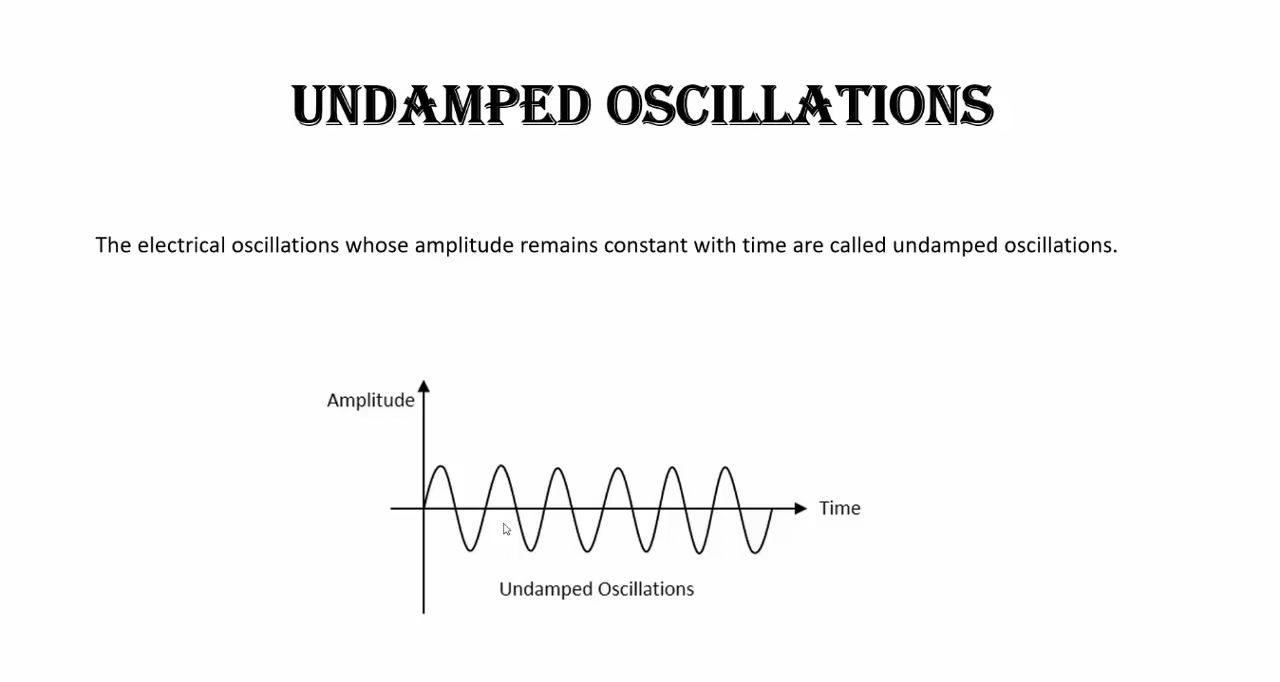 UNDAMPED OSCILLATIONS
The electrical oscillations whose amplitude remains constant with time are called undamped oscillations.
Amplitude
Time
Undamped Oscillations